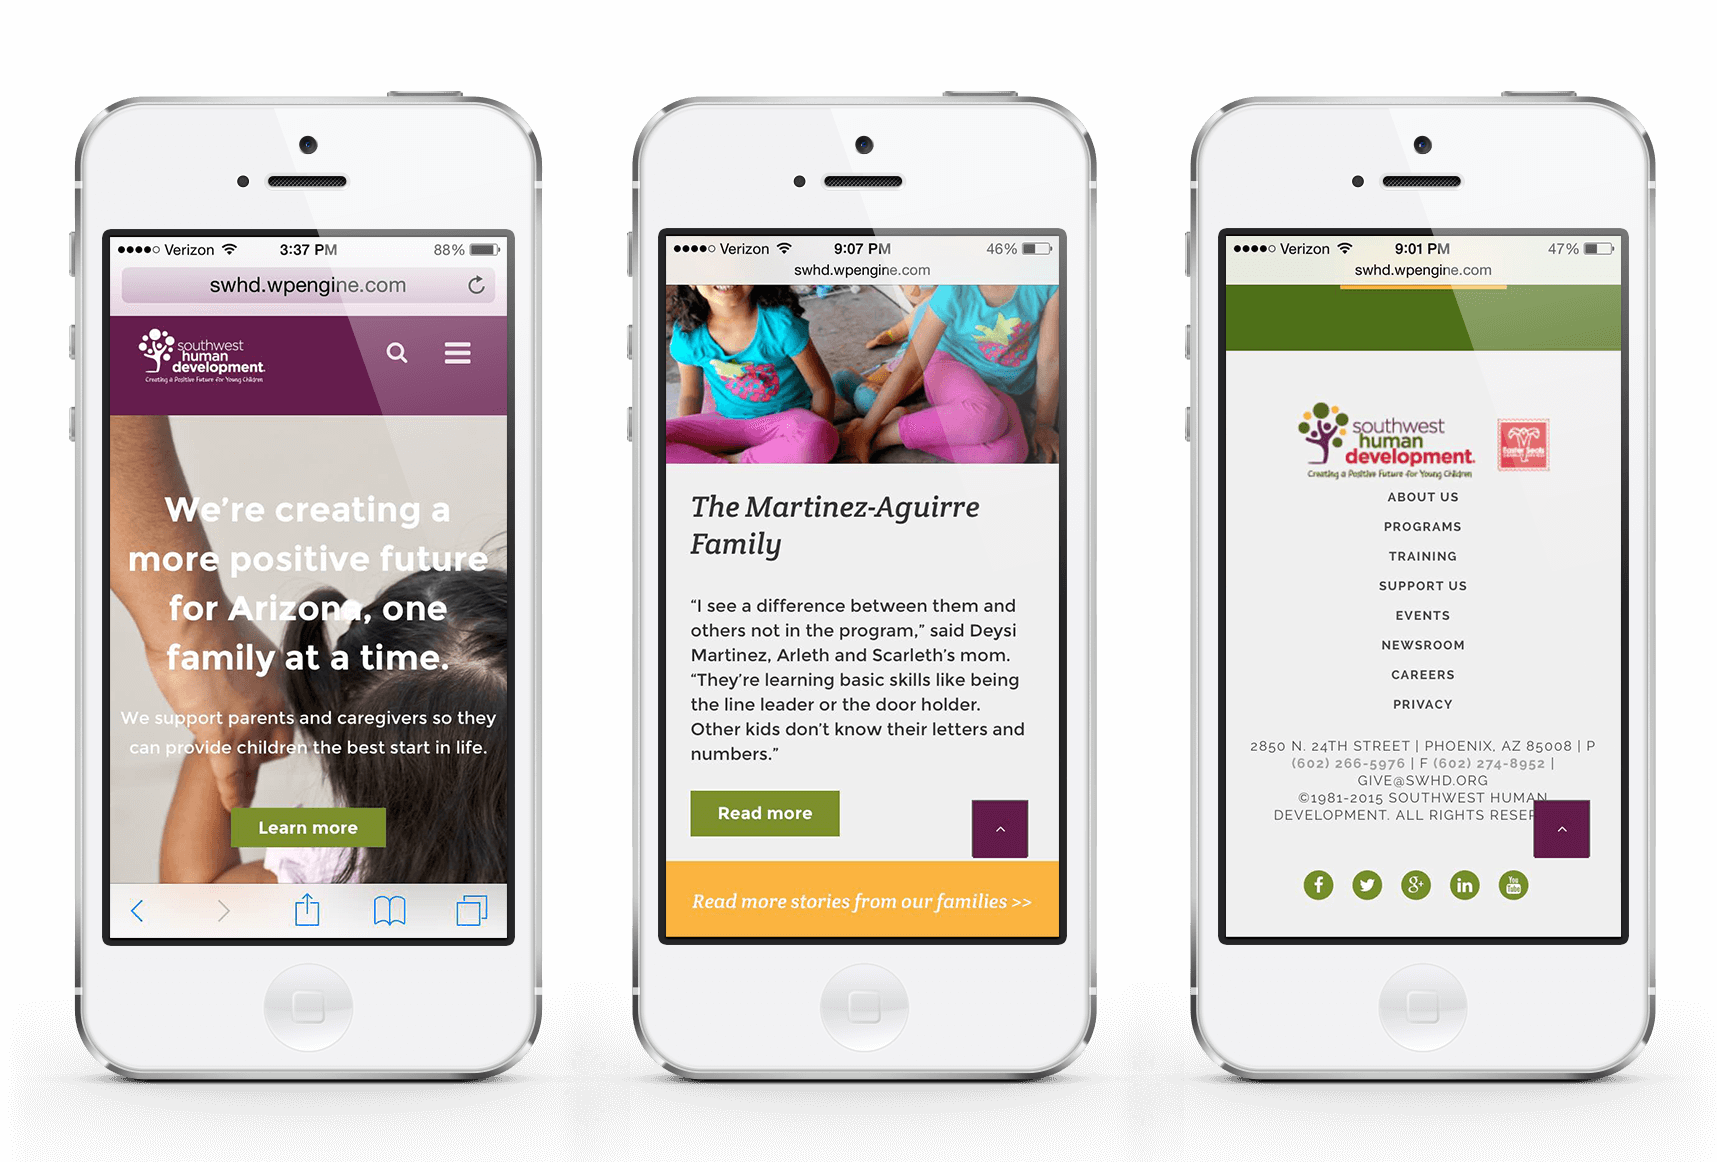 Verizon 3:37 PM 88%
swhd.wpengine.com
southwest
human
development.
Creating a Positive Future for Young Children
We’re creating a
more positive future
for Arizona, one
family at a time.
We support parents and caregivers so they
can provide children the best start in life.
Learn more
Verizon 9:07 PM 46%
swhd.wpengine.com
The Martinez-Aguirre
Family
“I see a difference between them and
others not in the program,” said Deysi
Martinez, Arleth and Scarleth’s mom.
“They’re learning basic skills like being
the line leader or the door holder.
Other kids don’t know their letters and
numbers.”
Read more
Read more stories from our families >>
Verizon 9:01 PM 47%
swhd.wpengine.com
southwest
human
development.
Creating a Positive Future for Young Children
Easter Seals
ABOUT US
PROGRAMS
TRAINING
SUPPORT US
EVENTS
NEWSROOM
CAREERS
PRIVACY
2850 N. 24TH STREET | PHOENIX, AZ 85008 | P
(602) 266-5976 | F (602) 274-8952 |
GIVE@SWHD.ORG
©1981-2015 SOUTHWEST HUMAN
DEVELOPMENT. ALL RIGHTS RESER
f g+ in You Tube